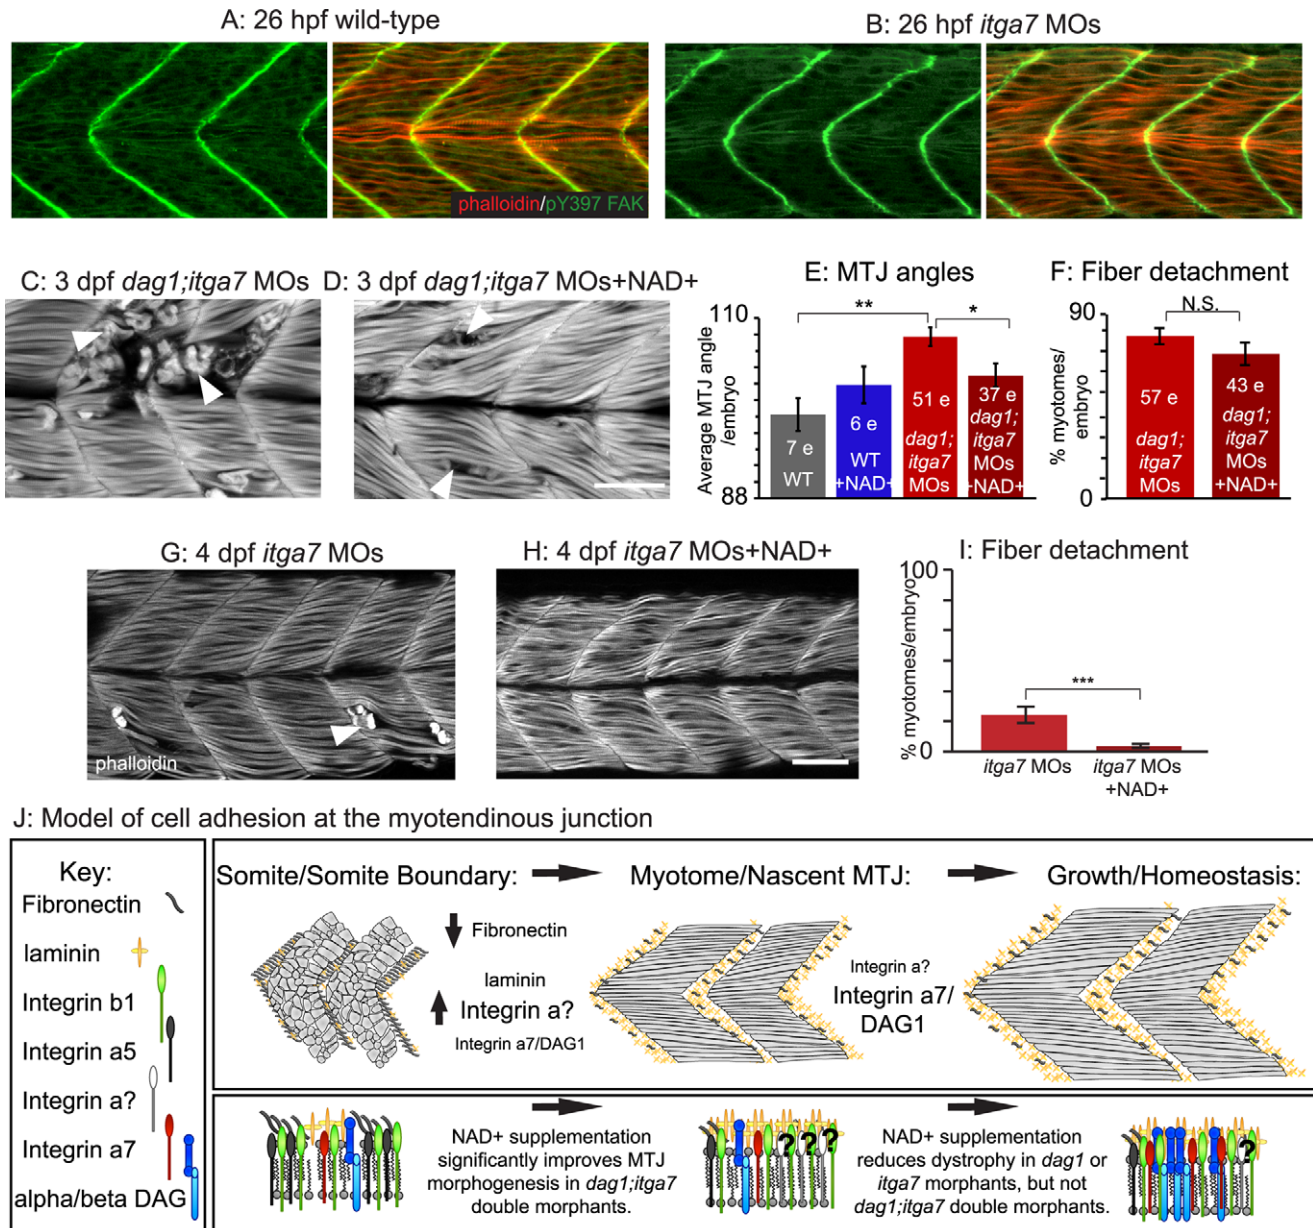 A: 26 hpf wild-type
B: 26 hpf itga7 MOs
phalloidin/pY397 FAK
C: 3 dpf dag1;itga7 MOs
D: 3 dpf dag1;itga7 MOs+NAD+
E: MTJ angles
110
88
Average MTJ angle
/embryo
**
*
7 e
WT
6 e
WT
+NAD+
51 e
dag1;
itga7
MOs
37 e
dag1;
itga7
MOs
+NAD+
F: Fiber detachment
90
0
% myotomes/
embryo
N.S.
57 e
dag1;
itga7
MOs
43 e
dag1;
itga7
MOs
+NAD+
G: 4 dpf itga7 MOs
phalloidin
H: 4 dpf itga7 MOs+NAD+
I: Fiber detachment
100
0
% myotomes/embryo
***
itga7 MOs
itga7 MOs
+NAD+
J: Model of cell adhesion at the myotendinous junction
Key:
Fibronectin
laminin
Integrin b1
Integrin a5
Integrin a?
Integrin a7
alpha/beta DAG
Somite/Somite Boundary:
Myotome/Nascent MTJ:
Growth/Homeostasis:
Fibronectin
laminin
Integrin a?
Integrin a7/DAG1
Integrin a?
Integrin a7/
DAG1
NAD+ supplementation
significantly improves MTJ
morphogenesis in dag1;itga7
double morphants.
? ? ?
NAD+ supplementation
reduces dystrophy in dag1 or
itga7 morphants, but not
dag1;itga7 double morphants.
?